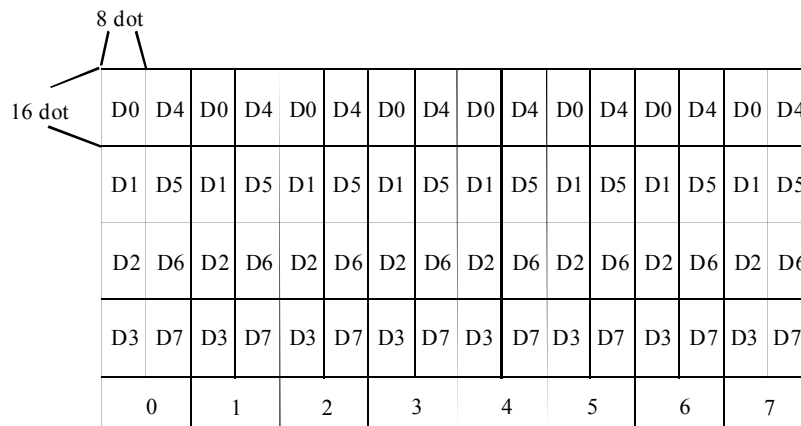 8 dot
16 dot
D0 D4 D0 D4 D0 D4 D0 D4 D0 D4 D0 D4 D0 D4 D0 D4
D1 D5 D1 D5 D1 D5 D1 D5 D1 D5 D1 D5 D1 D5 D1 D5
D2 D6 D2 D6 D2 D6 D2 D6 D2 D6 D2 D6 D2 D6 D2 D6
D3 D7 D3 D7 D3 D7 D3 D7 D3 D7 D3 D7 D3 D7 D3 D7
0 1 2 3 4 5 6 7